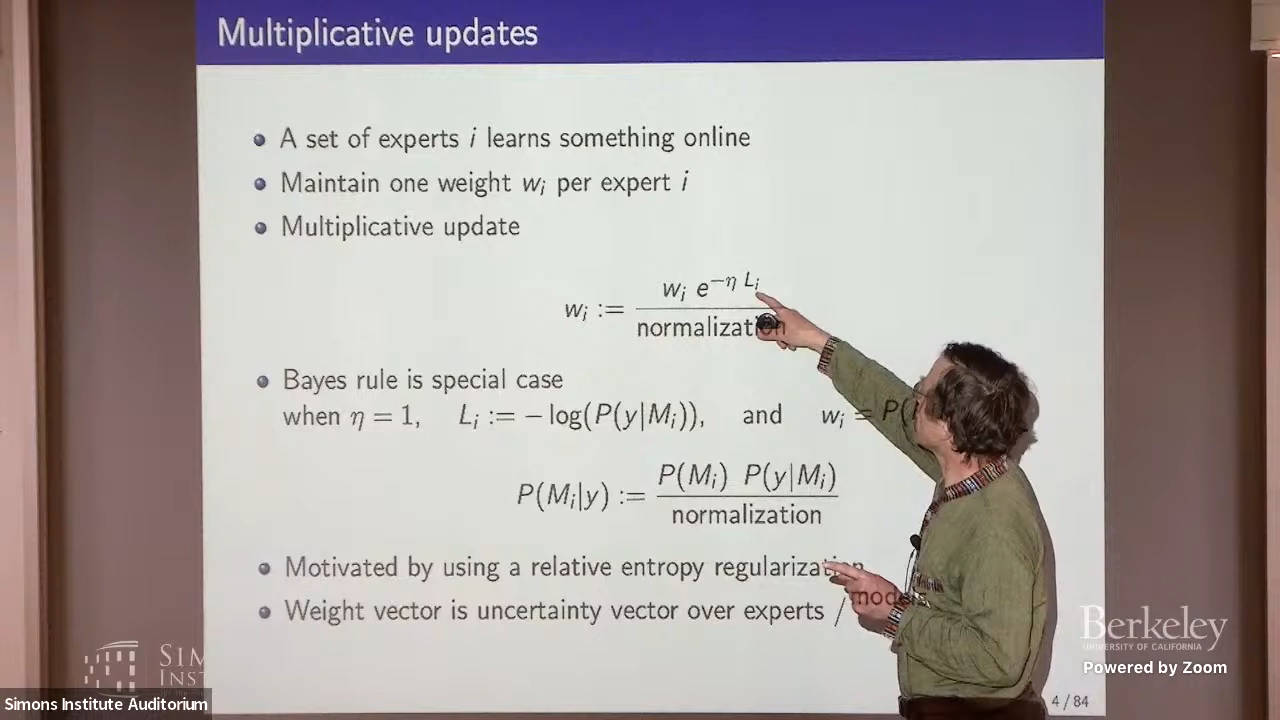 Multiplicative updates
A set of experts i learns something online
Maintain one weight wᵢ per expert i
Multiplicative update
wᵢ := wᵢ e^{−η Lᵢ} / normalization
Bayes rule is special case
when η = 1, Lᵢ := − log(P(y|Mᵢ)), and wᵢ = P(
P(Mᵢ|y) := P(Mᵢ) P(y|Mᵢ) / normalization
Motivated by using a relative entropy regularization
Weight vector is uncertainty vector over experts / models
4 / 84
SIM
INST
Berkeley
UNIVERSITY OF CALIFORNIA
Powered by Zoom
Simons Institute Auditorium